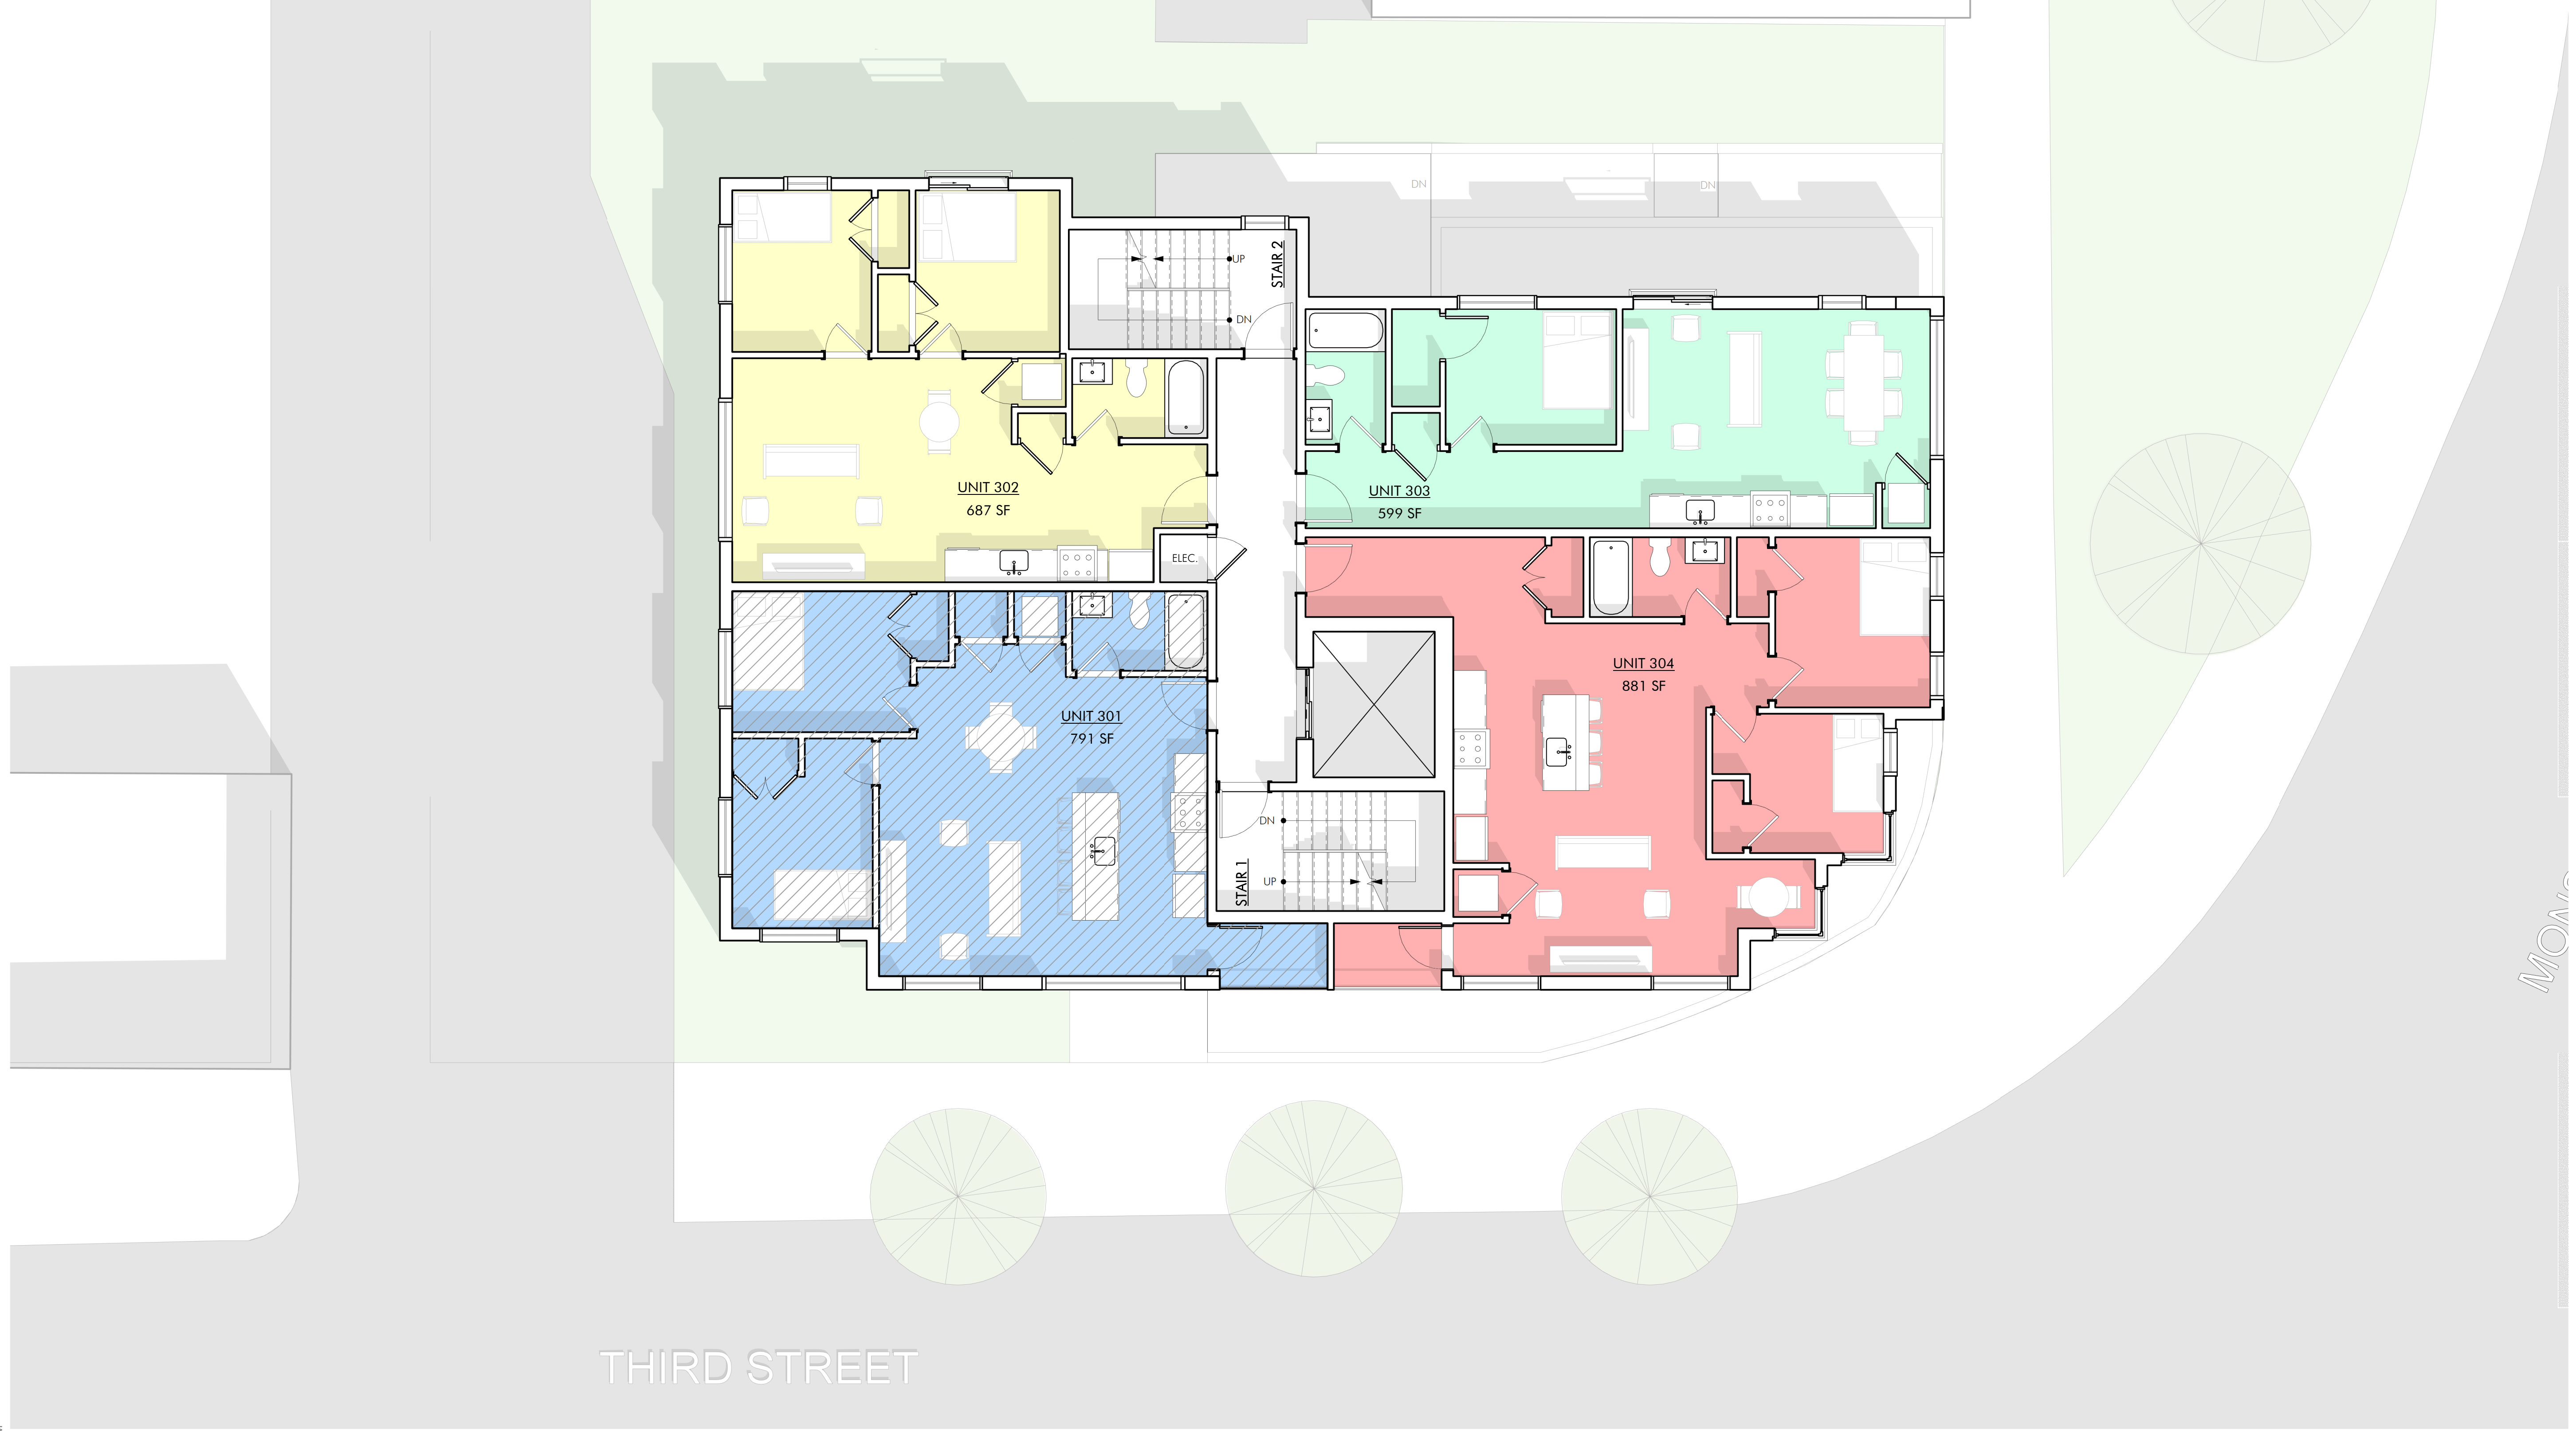 DN
DN
UP
STAIR 2
DN
UNIT 302
687 SF
UNIT 303
599 SF
ELEC.
UNIT 304
881 SF
UNIT 301
791 SF
DN
STAIR 1
UP
THIRD STREET